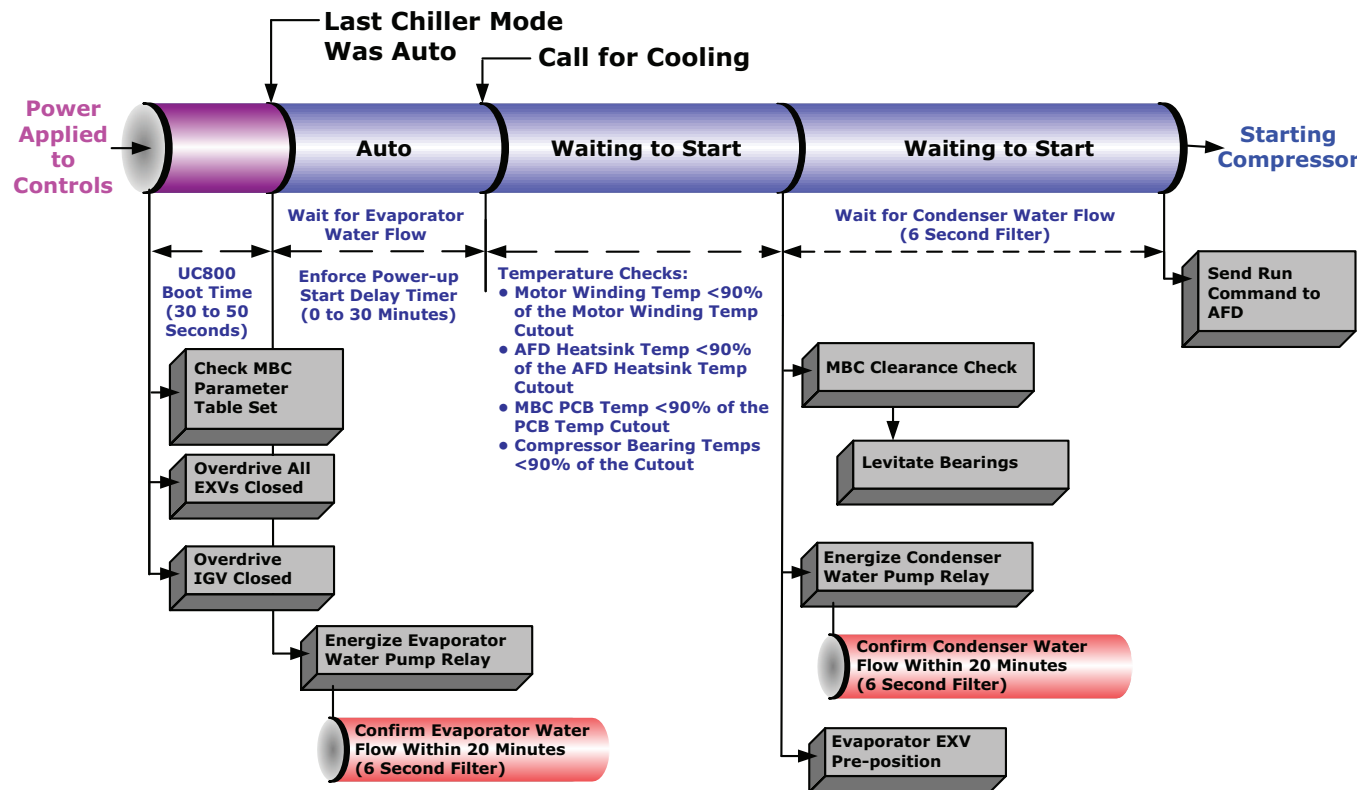 Last Chiller Mode
Was Auto
Call for Cooling
Power
Applied
to
Controls
Auto
Waiting to Start
Waiting to Start
Starting
Compressor
Wait for Evaporator
Water Flow
Wait for Condenser Water Flow
(6 Second Filter)
UC800
Boot Time
(30 to 50
Seconds)
Enforce Power-up
Start Delay Timer
(0 to 30 Minutes)
Temperature Checks:
• Motor Winding Temp <90%
of the Motor Winding Temp
Cutout
• AFD Heatsink Temp <90%
of the AFD Heatsink Temp
Cutout
• MBC PCB Temp <90% of the
PCB Temp Cutout
• Compressor Bearing Temps
<90% of the Cutout
Send Run
Command to
AFD
Check MBC
Parameter
Table Set
Overdrive All
EXVs Closed
Overdrive
IGV Closed
Energize Evaporator
Water Pump Relay
Confirm Evaporator Water
Flow Within 20 Minutes
(6 Second Filter)
MBC Clearance Check
Levitate Bearings
Energize Condenser
Water Pump Relay
Confirm Condenser Water
Flow Within 20 Minutes
(6 Second Filter)
Evaporator EXV
Pre-position